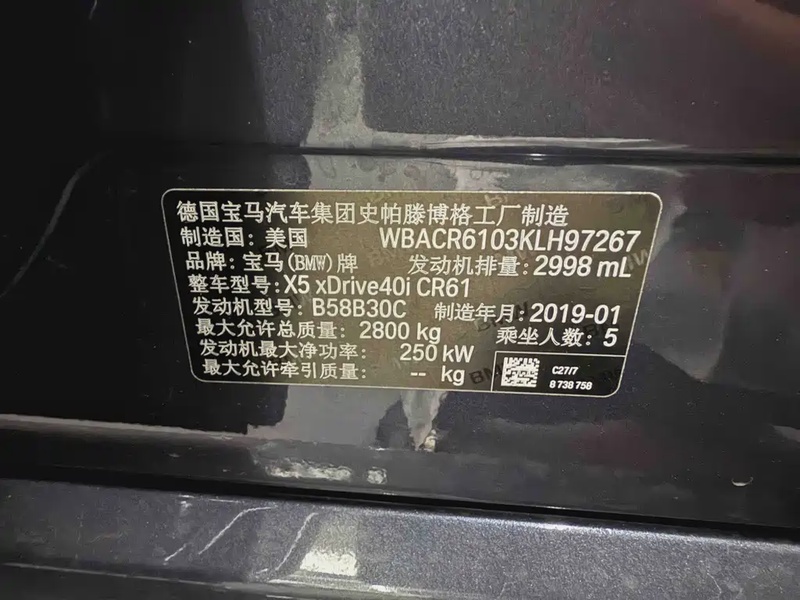 德国宝马汽车集团史帕滕博格工厂制造
制造国: 美国 WBACR6103KLH97267
品牌: 宝马(BMW)牌 发动机排量: 2998 mL
整车型号: X5 xDrive40i CR61
发动机型号: B58B30C 制造年月: 2019-01
最大允许总质量: 2800 kg 乘坐人数: 5
发动机最大净功率: 250 kW
最大允许牵引质量: -- kg
C27/7
8 738 758